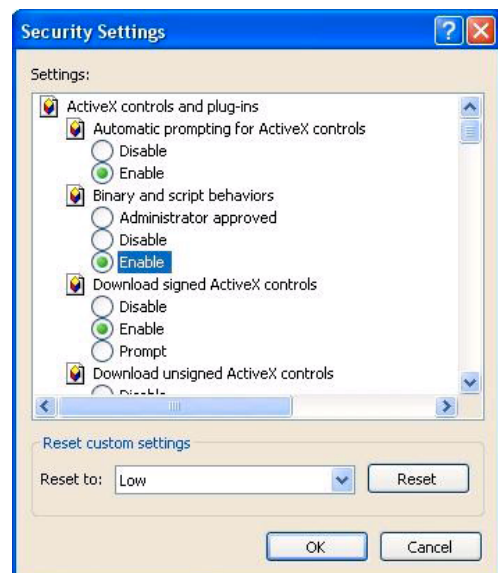 Security Settings
Settings:
ActiveX controls and plug-ins
Automatic prompting for ActiveX controls
Disable
Enable
Binary and script behaviors
Administrator approved
Disable
Enable
Download signed ActiveX controls
Disable
Enable
Prompt
Download unsigned ActiveX controls
Disable
Reset custom settings
Reset to: Low Reset
OK Cancel